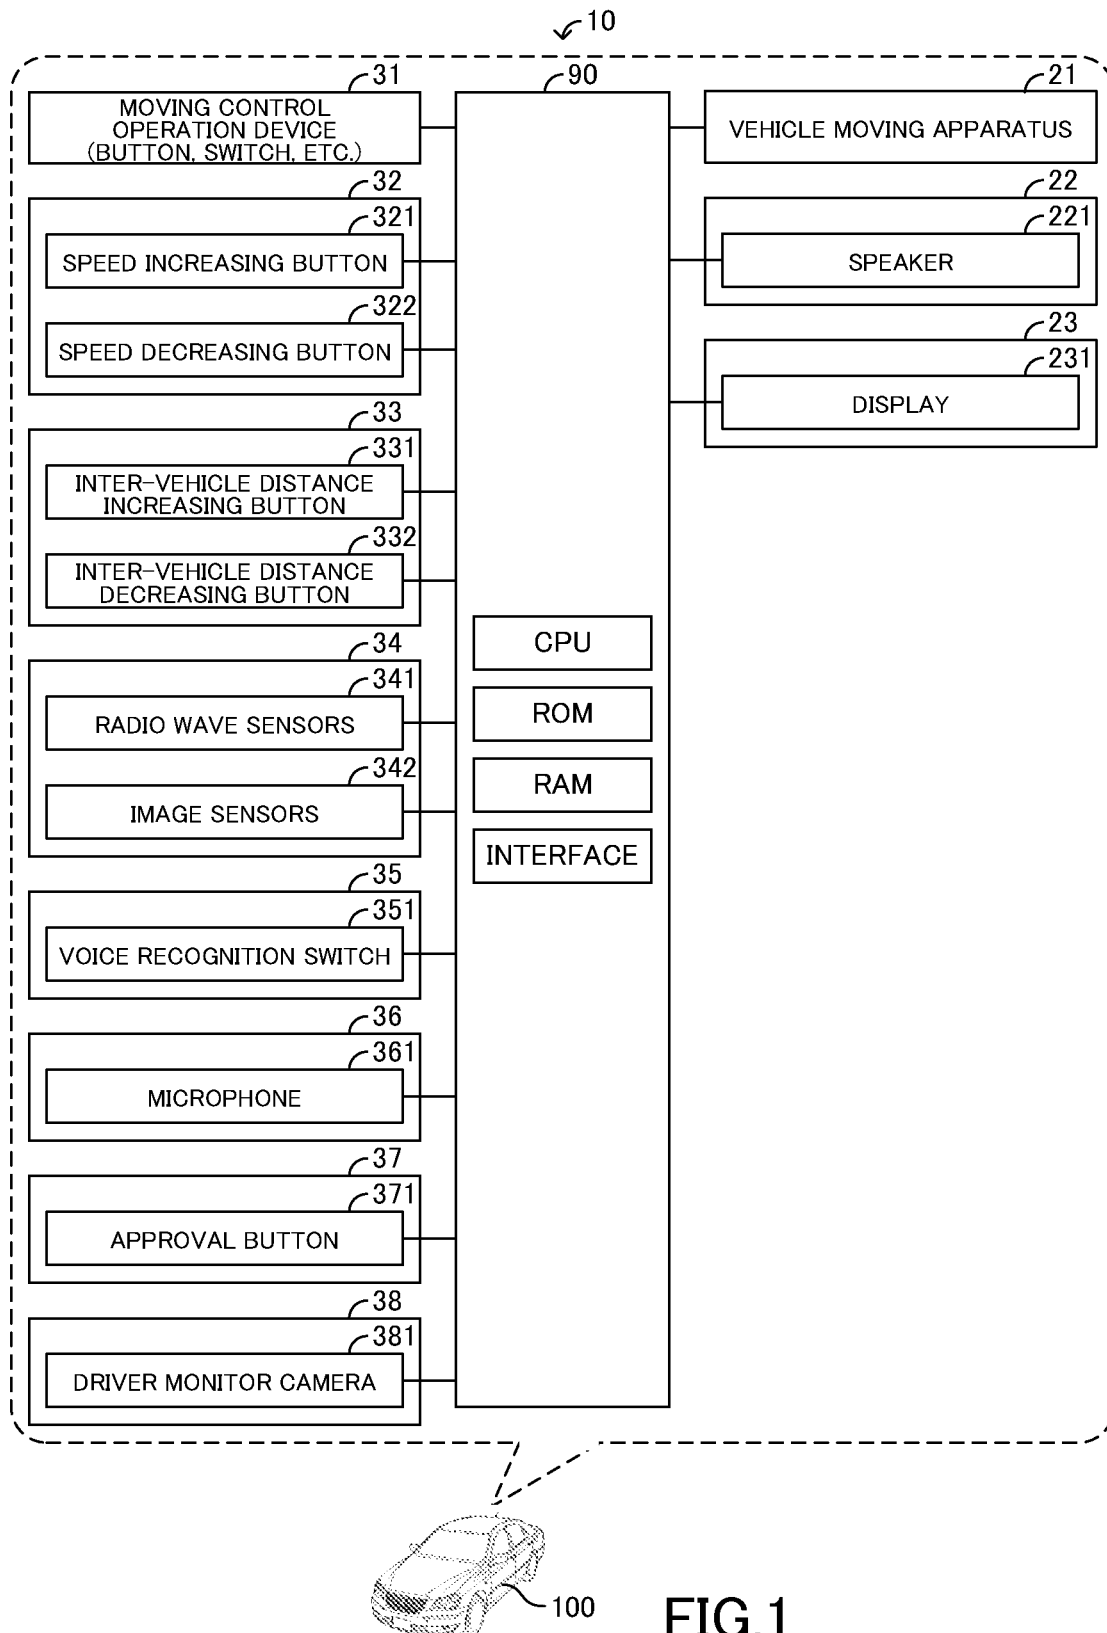 10
31
MOVING CONTROL
OPERATION DEVICE
(BUTTON, SWITCH, ETC.)
32
321
SPEED INCREASING BUTTON
322
SPEED DECREASING BUTTON
33
331
INTER-VEHICLE DISTANCE
INCREASING BUTTON
332
INTER-VEHICLE DISTANCE
DECREASING BUTTON
34
341
RADIO WAVE SENSORS
342
IMAGE SENSORS
35
351
VOICE RECOGNITION SWITCH
36
361
MICROPHONE
37
371
APPROVAL BUTTON
38
381
DRIVER MONITOR CAMERA
90
CPU
ROM
RAM
INTERFACE
21
VEHICLE MOVING APPARATUS
22
221
SPEAKER
23
231
DISPLAY
100
FIG.1